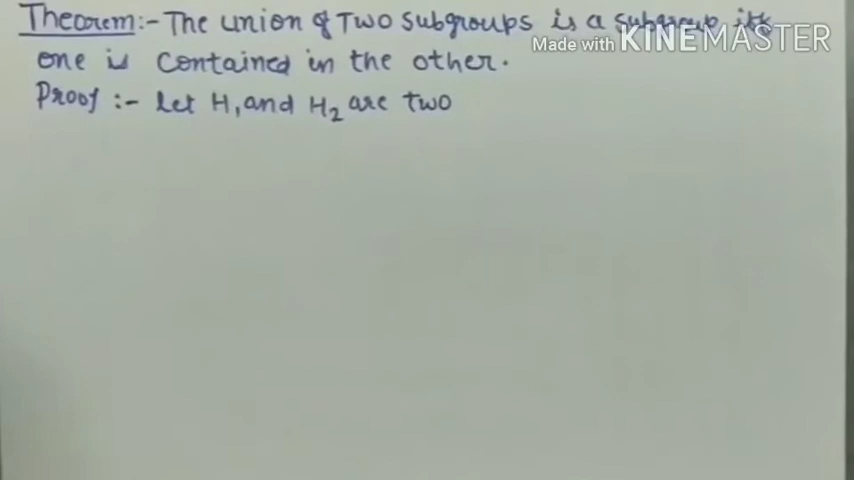 Theorem:- The union of Two subgroups is a subgroup iff
Made with KINEMASTER
one is contained in the other.
Proof :- let H₁ and H₂ are two